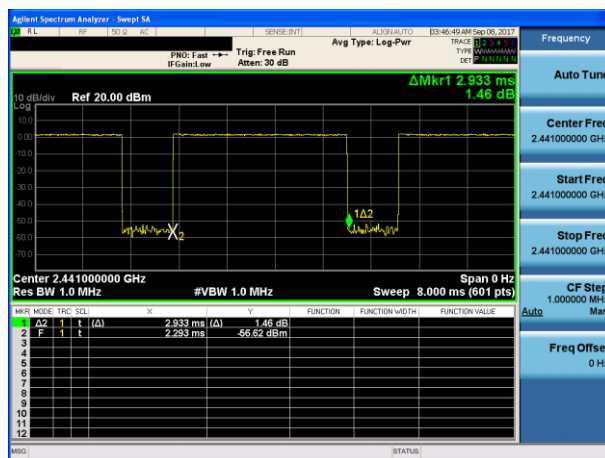 Agilent Spectrum Analyzer - Swept SA
RL RF 50 Ω AC SENSE:INT ALIGNAUTO 03:46:49 AM Sep 08, 2017
Avg Type: Log-Pwr TRACE 1 2 3 4 5 6
TYPE WWWWWW
DET P N N N N N
PNO: Fast Trig: Free Run
IFGain:Low Atten: 30 dB
Frequency
ΔMkr1 2.933 ms
1.46 dB
10 dB/div Ref 20.00 dBm
Log
10.0
0.00
-10.0
-20.0
-30.0
-40.0
-50.0
-60.0
-70.0
1Δ2
X2
Center 2.441000000 GHz Span 0 Hz
Res BW 1.0 MHz #VBW 1.0 MHz Sweep 8.000 ms (601 pts)
MKR MODE TRC SCL X Y FUNCTION FUNCTION WIDTH FUNCTION VALUE
1 Δ2 1 t (Δ) 2.933 ms (Δ) 1.46 dB
2 F 1 t 2.293 ms -56.62 dBm
3
4
5
6
7
8
9
10
11
12
MSG STATUS
Auto Tune
Center Freq
2.441000000 GHz
Start Freq
2.441000000 GHz
Stop Freq
2.441000000 GHz
CF Step
1.000000 MHz
Auto Man
Freq Offset
0 Hz